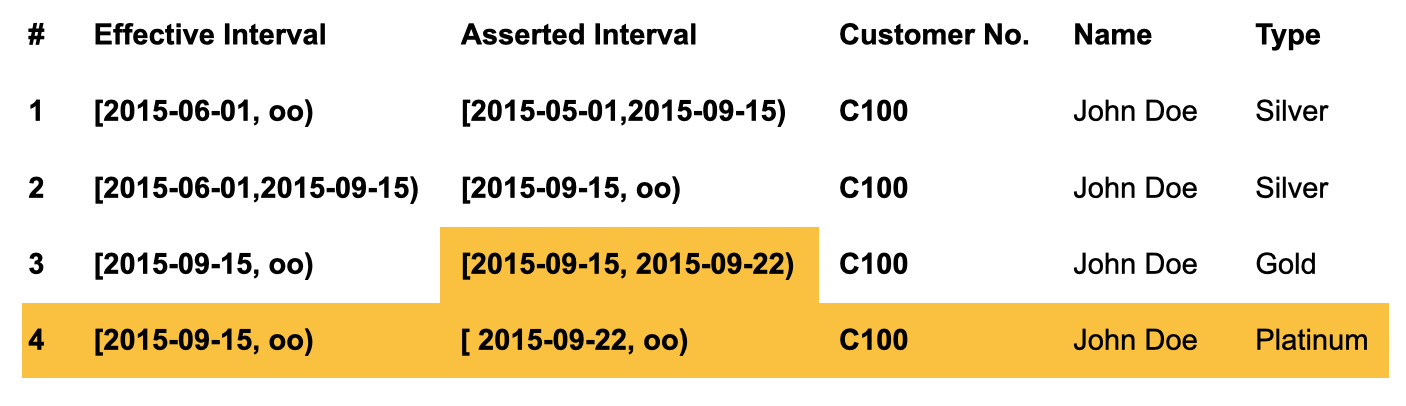 # Effective Interval Asserted Interval Customer No. Name Type
1 [2015-06-01, oo) [2015-05-01,2015-09-15) C100 John Doe Silver
2 [2015-06-01,2015-09-15) [2015-09-15, oo) C100 John Doe Silver
3 [2015-09-15, oo) [2015-09-15, 2015-09-22) C100 John Doe Gold
4 [2015-09-15, oo) [ 2015-09-22, oo) C100 John Doe Platinum